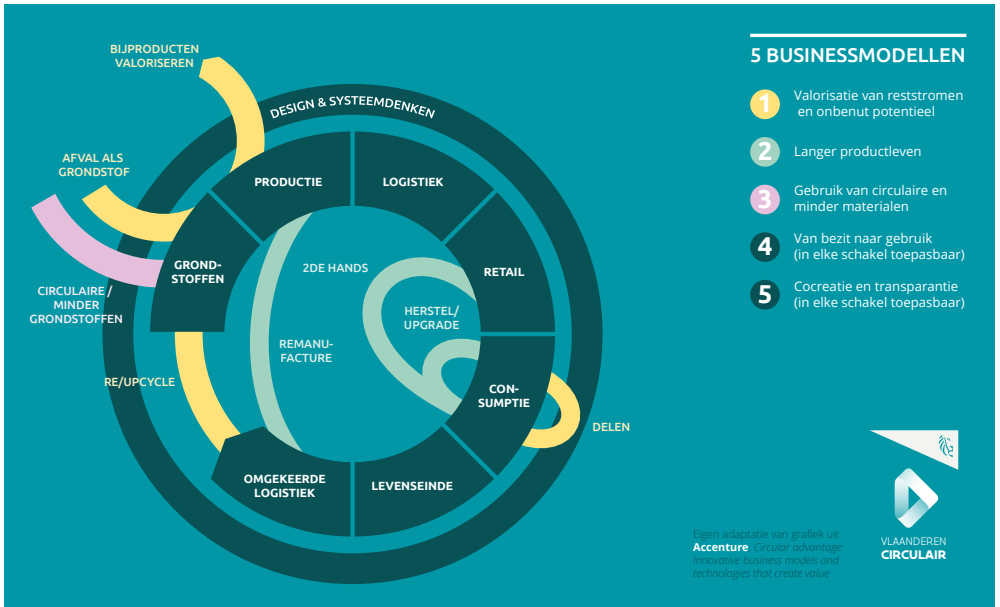 BIJPRODUCTEN
VALORISEREN
DESIGN & SYSTEEMDENKEN
AFVAL ALS
GRONDSTOF
PRODUCTIE
LOGISTIEK
GROND-
STOFFEN
2DE HANDS
RETAIL
CIRCULAIRE /
MINDER
GRONDSTOFFEN
HERSTEL/
UPGRADE
REMANU-
FACTURE
RE/UPCYCLE
CON-
SUMPTIE
DELEN
OMGEKEERDE
LOGISTIEK
LEVENSEINDE
5 BUSINESSMODELLEN
1 Valorisatie van reststromen
en onbenut potentieel
2 Langer productleven
3 Gebruik van circulaire en
minder materialen
4 Van bezit naar gebruik
(in elke schakel toepasbaar)
5 Cocreatie en transparantie
(in elke schakel toepasbaar)
Eigen adaptatie van grafiek uit
Accenture, Circular advantage:
innovative business models and
technologies that create value
VLAANDEREN
CIRCULAIR